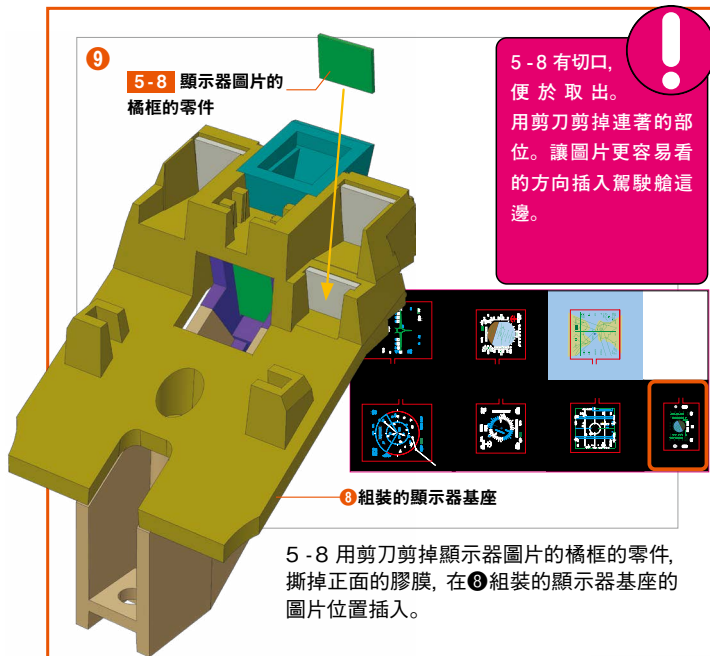 ❾
5-8 顯示器圖片的
橘框的零件
5-8 有切口,
便於取出。
用剪刀剪掉連著的部
位。讓圖片更容易看
的方向插入駕駛艙這
邊。
❽組裝的顯示器基座
5-8 用剪刀剪掉顯示器圖片的橘框的零件,
撕掉正面的膠膜, 在❽組裝的顯示器基座的
圖片位置插入。